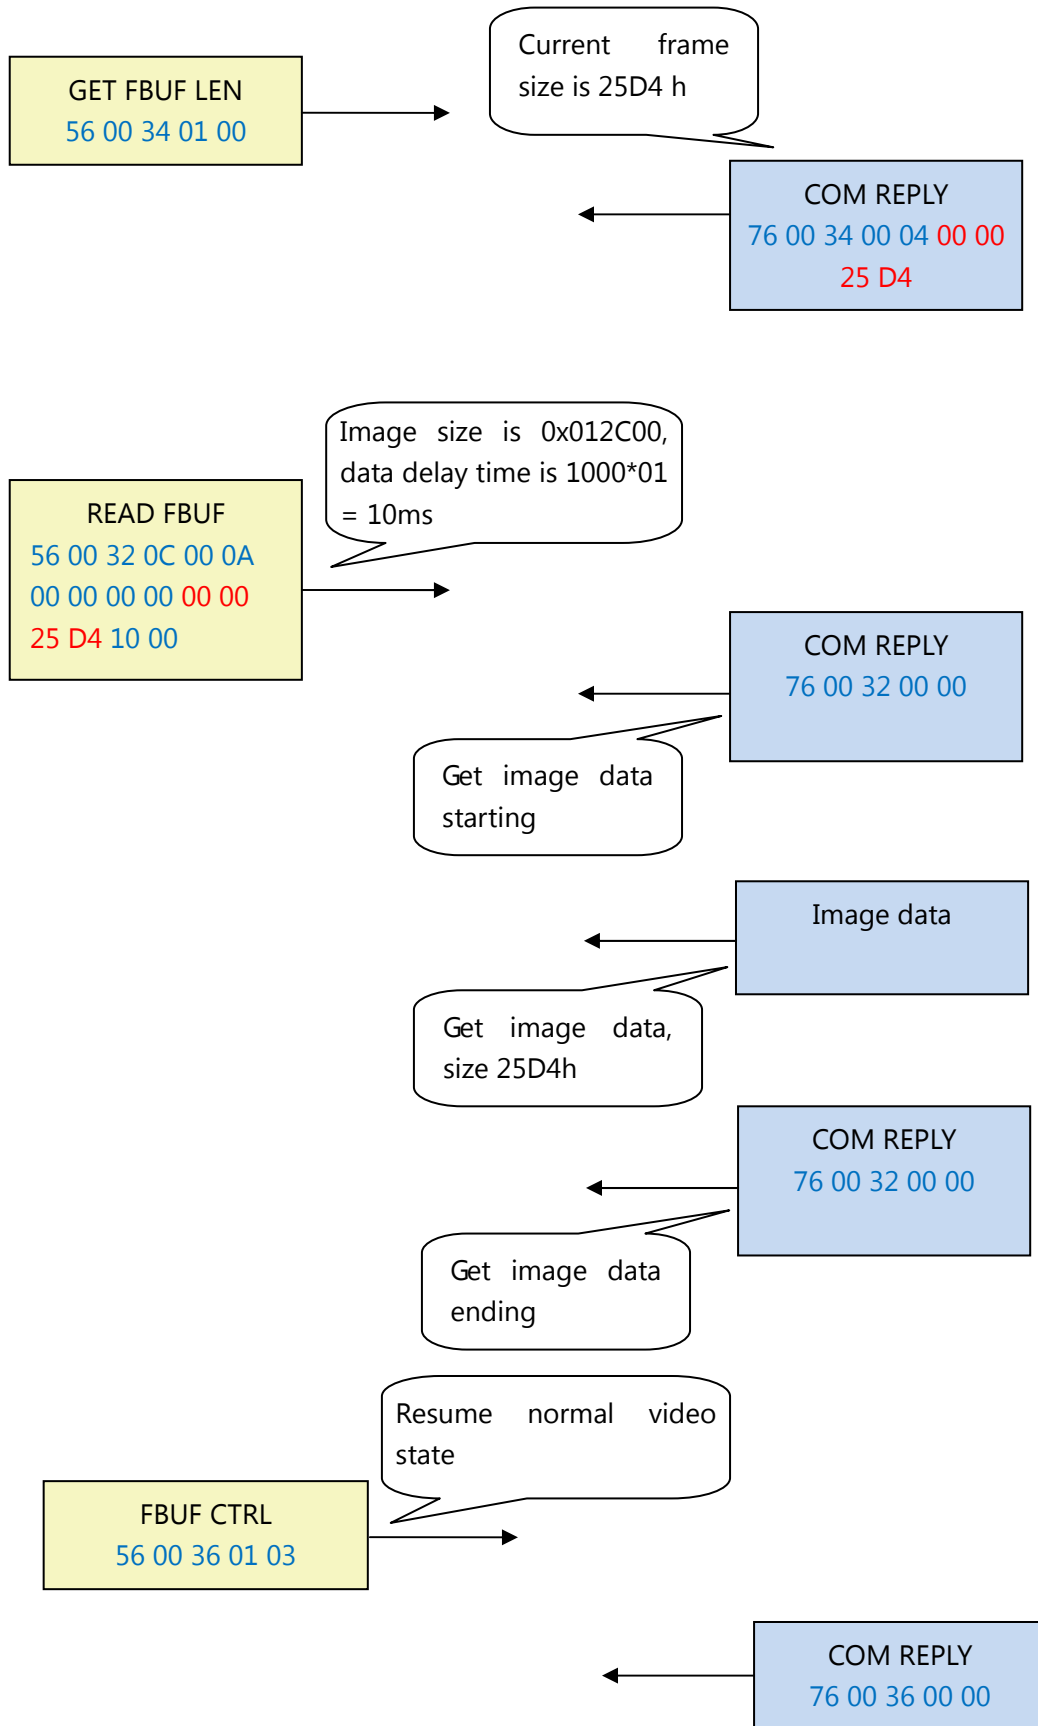 Current frame
size is 25D4 h
GET FBUF LEN
56 00 34 01 00
COM REPLY
76 00 34 00 04 00 00
25 D4
Image size is 0x012C00,
data delay time is 1000*01
= 10ms
READ FBUF
56 00 32 0C 00 0A
00 00 00 00 00 00
25 D4 10 00
COM REPLY
76 00 32 00 00
Get image data
starting
Image data
Get image data,
size 25D4h
COM REPLY
76 00 32 00 00
Get image data
ending
Resume normal video
state
FBUF CTRL
56 00 36 01 03
COM REPLY
76 00 36 00 00